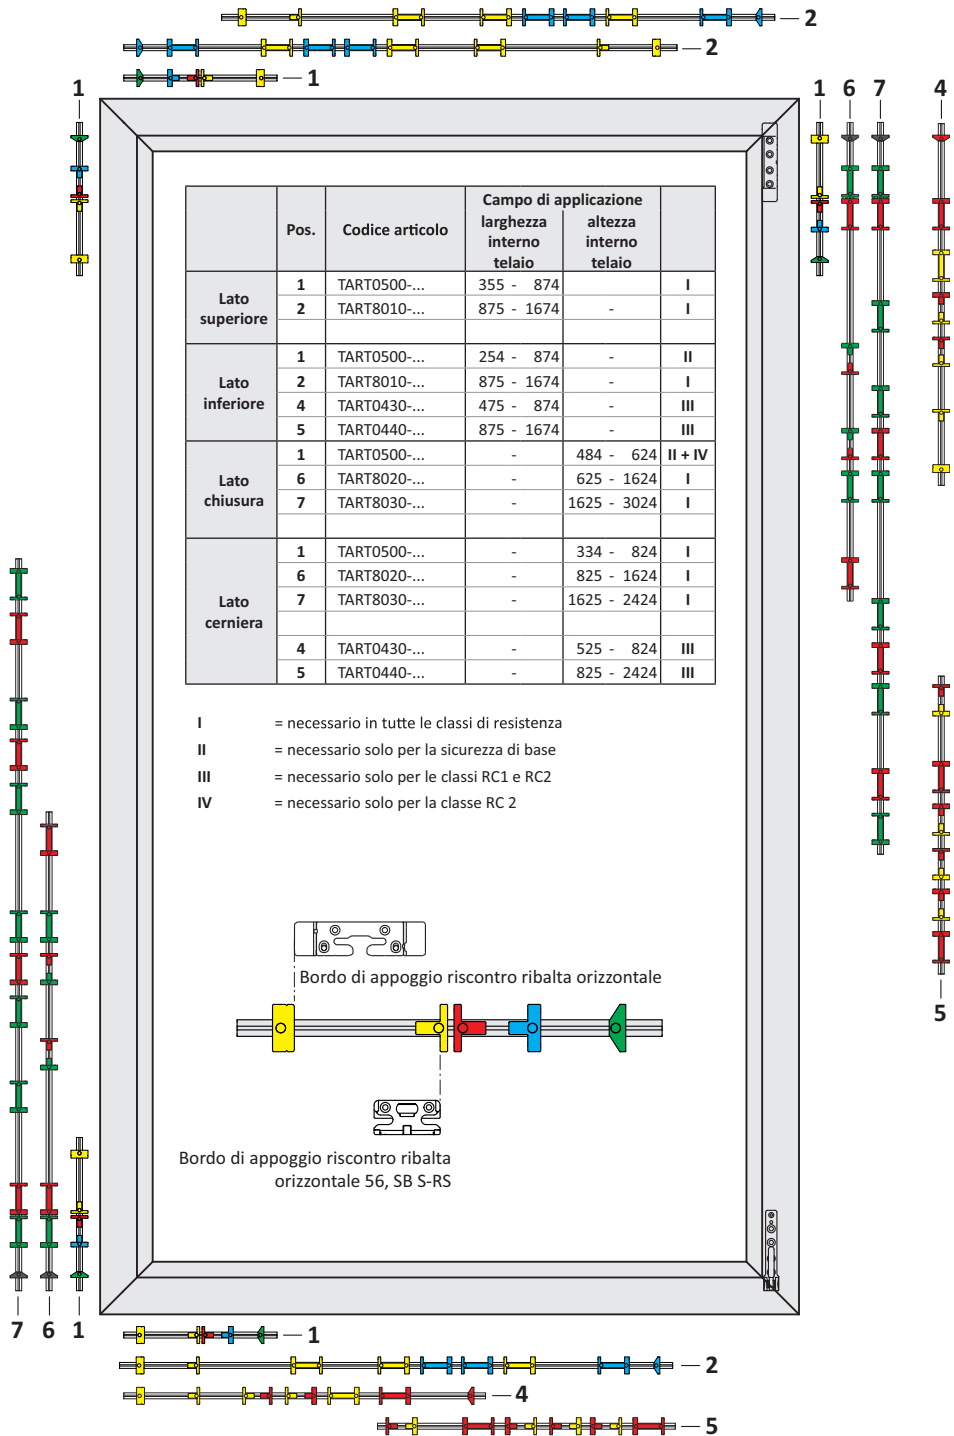 2
2
1
1
1 6 7 4
Campo di applicazione
Pos. Codice articolo larghezza interno telaio altezza interno telaio
Lato superiore
1 TART0500-... 355 - 874 I
2 TART8010-... 875 - 1674 - I
Lato inferiore
1 TART0500-... 254 - 874 - II
2 TART8010-... 875 - 1674 - I
4 TART0430-... 475 - 874 - III
5 TART0440-... 875 - 1674 - III
Lato chiusura
1 TART0500-... - 484 - 624 II + IV
6 TART8020-... - 625 - 1624 I
7 TART8030-... - 1625 - 3024 I
Lato cerniera
1 TART0500-... - 334 - 824 I
6 TART8020-... - 825 - 1624 I
7 TART8030-... - 1625 - 2424 I
4 TART0430-... - 525 - 824 III
5 TART0440-... - 825 - 2424 III
I = necessario in tutte le classi di resistenza
II = necessario solo per la sicurezza di base
III = necessario solo per le classi RC1 e RC2
IV = necessario solo per la classe RC 2
Bordo di appoggio riscontro ribalta orizzontale
5
Bordo di appoggio riscontro ribalta
orizzontale 56, SB S-RS
7 6 1
1
2
4
5